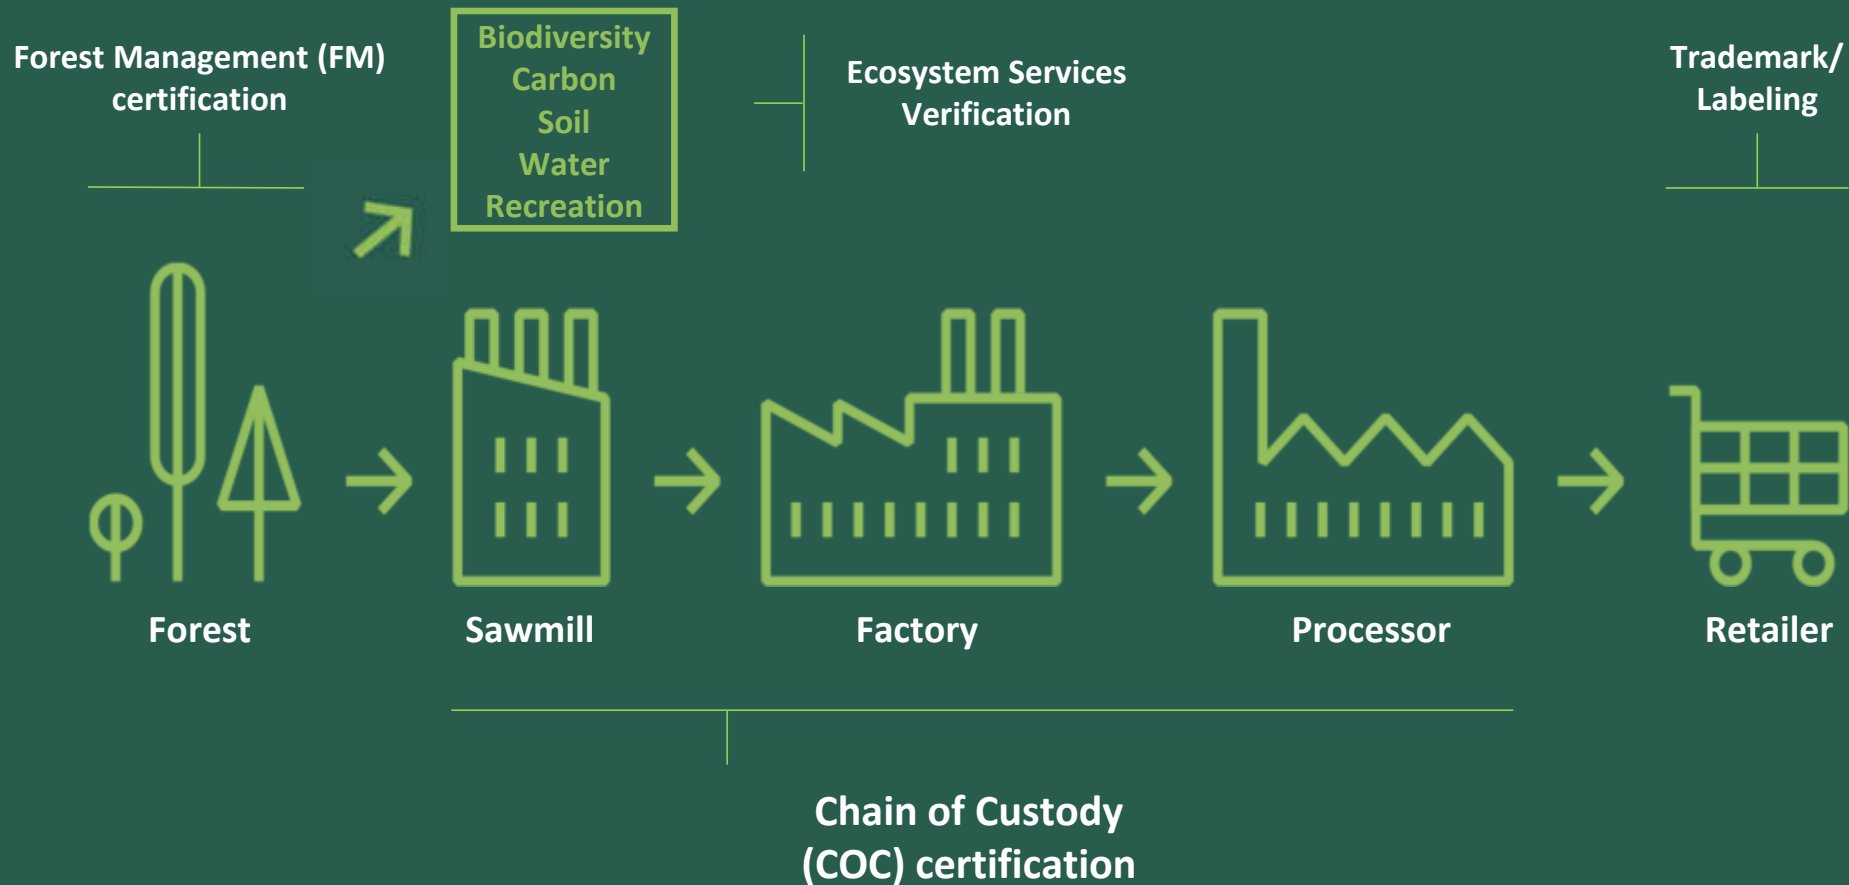 Forest Management (FM)
certification
Biodiversity
Carbon
Soil
Water
Recreation
Ecosystem Services
Verification
Trademark/
Labeling
Forest
Sawmill
Factory
Processor
Retailer
Chain of Custody
(COC) certification